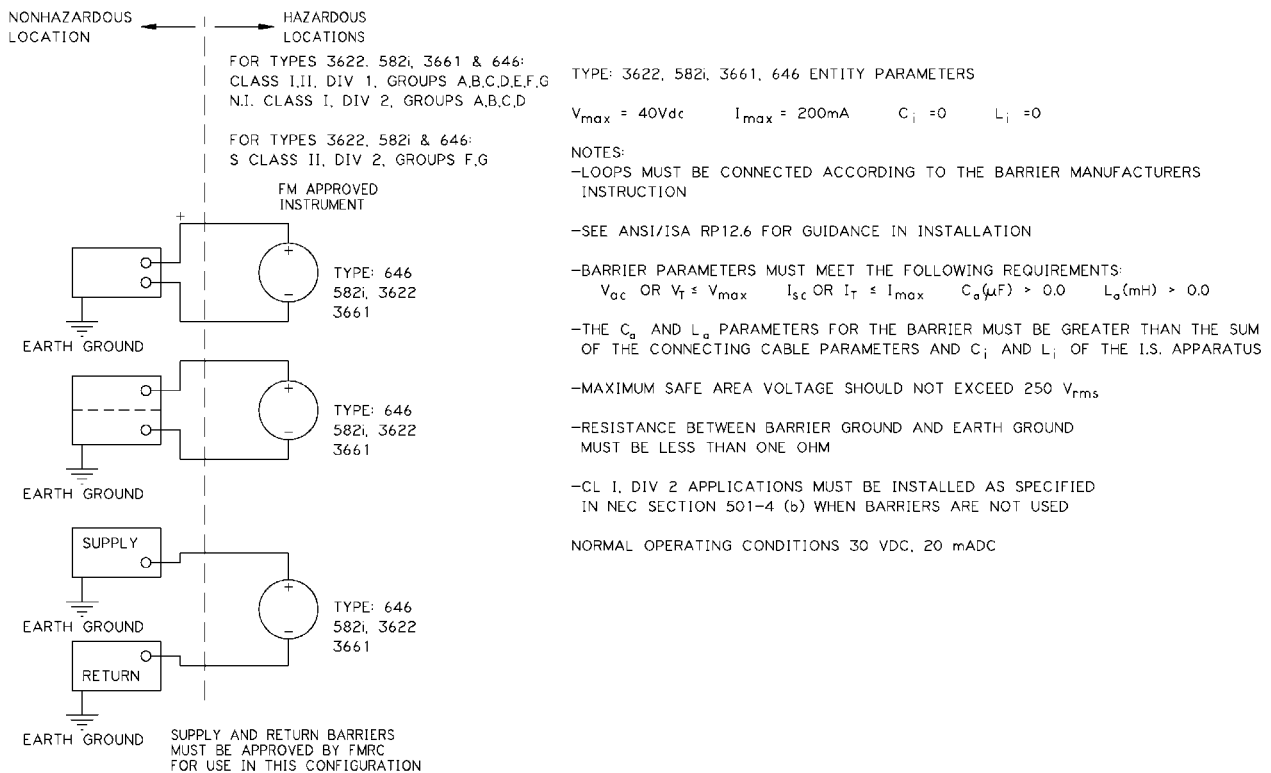 NONHAZARDOUS
LOCATION
HAZARDOUS
LOCATIONS
FOR TYPES 3622. 582i, 3661 & 646:
CLASS I,II, DIV 1, GROUPS A,B,C,D,E,F,G
N.I. CLASS I, DIV 2, GROUPS A,B,C,D
FOR TYPES 3622, 582i & 646:
S CLASS II, DIV 2, GROUPS F,G
FM APPROVED
INSTRUMENT
+
+
–
TYPE: 646
582i, 3622
3661
EARTH GROUND
+
–
TYPE: 646
582i, 3622
3661
EARTH GROUND
SUPPLY
+
–
TYPE: 646
582i, 3622
3661
EARTH GROUND
RETURN
EARTH GROUND
SUPPLY AND RETURN BARRIERS
MUST BE APPROVED BY FMRC
FOR USE IN THIS CONFIGURATION
TYPE: 3622, 582i, 3661, 646 ENTITY PARAMETERS
Vmax = 40Vdc Imax = 200mA Ci =0 Li =0
NOTES:
-LOOPS MUST BE CONNECTED ACCORDING TO THE BARRIER MANUFACTURERS
INSTRUCTION
-SEE ANSI/ISA RP12.6 FOR GUIDANCE IN INSTALLATION
-BARRIER PARAMETERS MUST MEET THE FOLLOWING REQUIREMENTS:
Vac OR VT ≤ Vmax Isc OR IT ≤ Imax Ca(µF) > 0.0 La(mH) > 0.0
-THE Ca AND La PARAMETERS FOR THE BARRIER MUST BE GREATER THAN THE SUM
OF THE CONNECTING CABLE PARAMETERS AND Ci AND Li OF THE I.S. APPARATUS
-MAXIMUM SAFE AREA VOLTAGE SHOULD NOT EXCEED 250 Vrms
-RESISTANCE BETWEEN BARRIER GROUND AND EARTH GROUND
MUST BE LESS THAN ONE OHM
-CL I, DIV 2 APPLICATIONS MUST BE INSTALLED AS SPECIFIED
IN NEC SECTION 501-4 (b) WHEN BARRIERS ARE NOT USED
NORMAL OPERATING CONDITIONS 30 VDC, 20 mADC